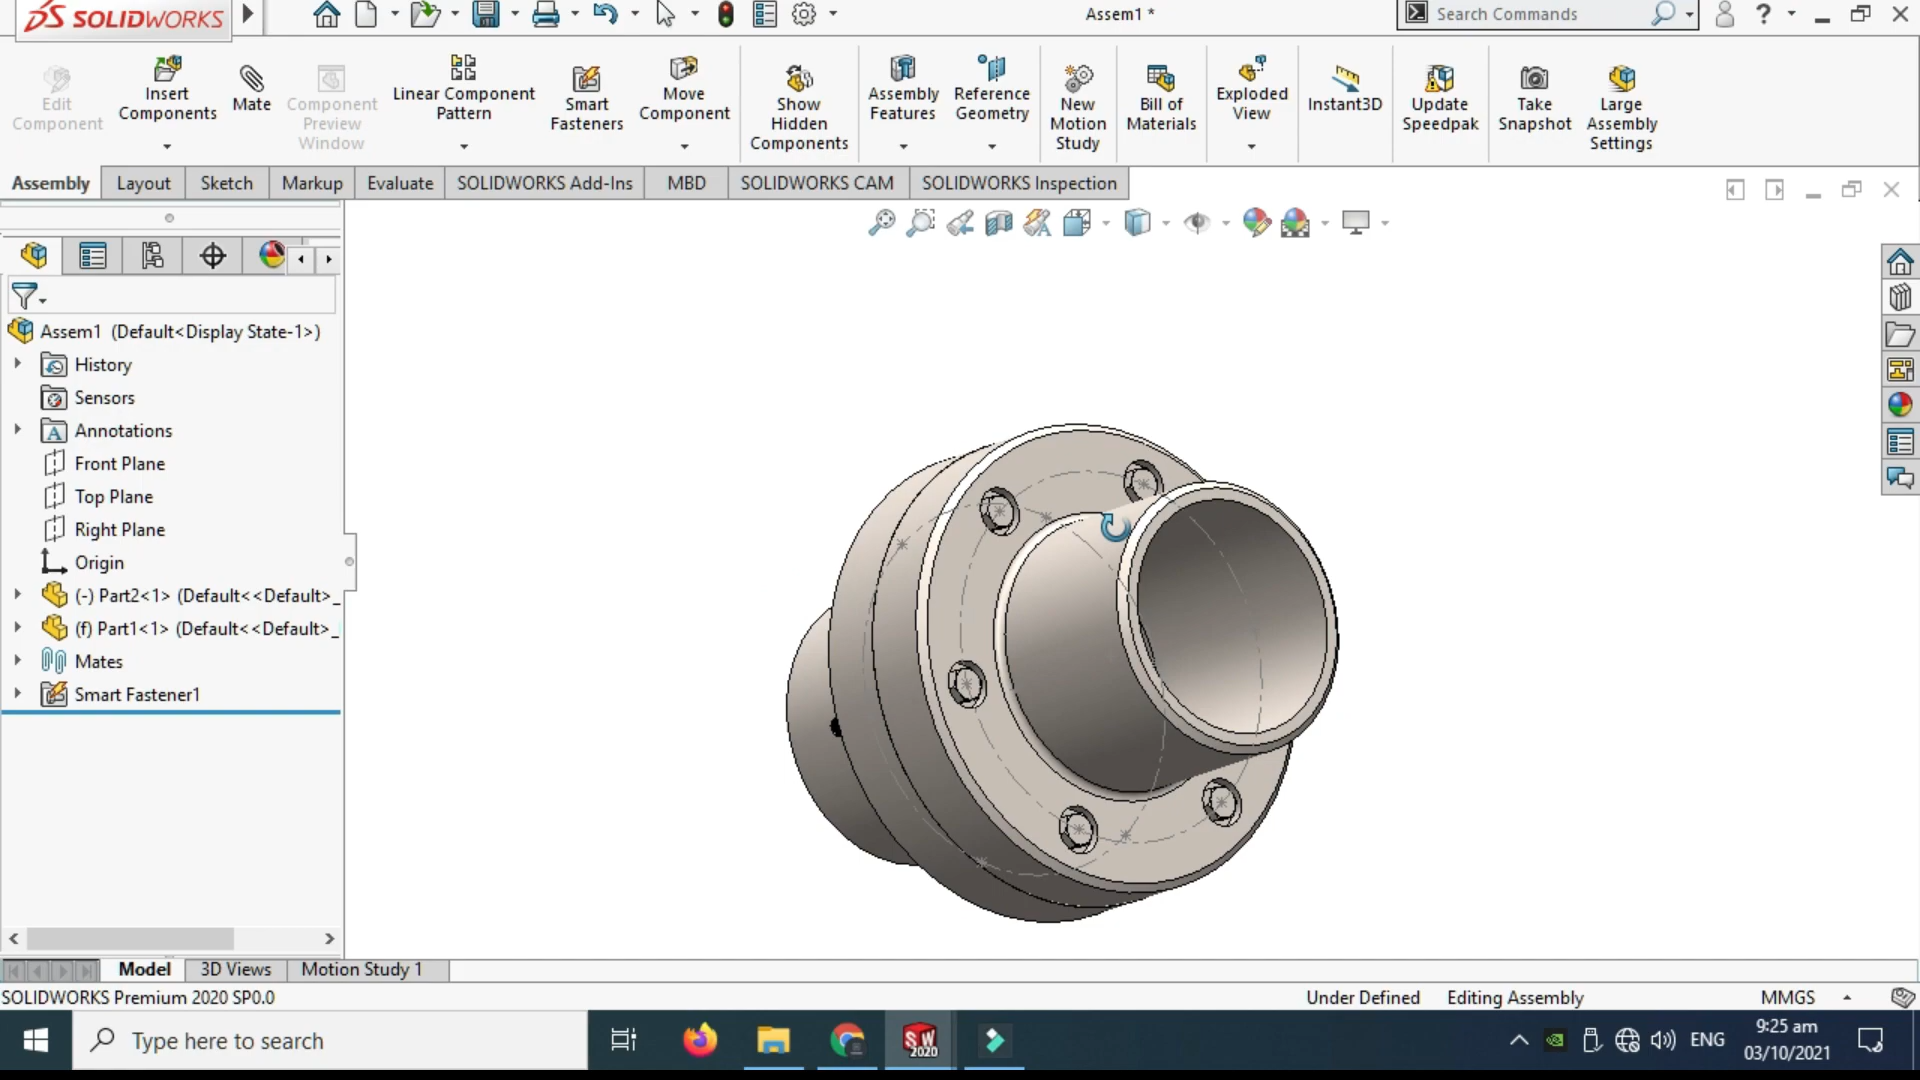 SOLIDWORKS
Assem1 *
Search Commands
?
Edit
Component
Insert
Components
Mate
Component
Preview
Window
Linear Component
Pattern
Smart
Fasteners
Move
Component
Show
Hidden
Components
Assembly
Features
Reference
Geometry
New
Motion
Study
Bill of
Materials
Exploded
View
Instant3D
Update
Speedpak
Take
Snapshot
Large
Assembly
Settings
Assembly
Layout
Sketch
Markup
Evaluate
SOLIDWORKS Add-Ins
MBD
SOLIDWORKS CAM
SOLIDWORKS Inspection
Assem1 (Default<Display State-1>)
History
Sensors
Annotations
Front Plane
Top Plane
Right Plane
Origin
(-) Part2<1> (Default<<Default>_
(f) Part1<1> (Default<<Default>_
Mates
Smart Fastener1
Model
3D Views
Motion Study 1
SOLIDWORKS Premium 2020 SP0.0
Under Defined
Editing Assembly
MMGS
Type here to search
SW
2020
ENG
9:25 am
03/10/2021